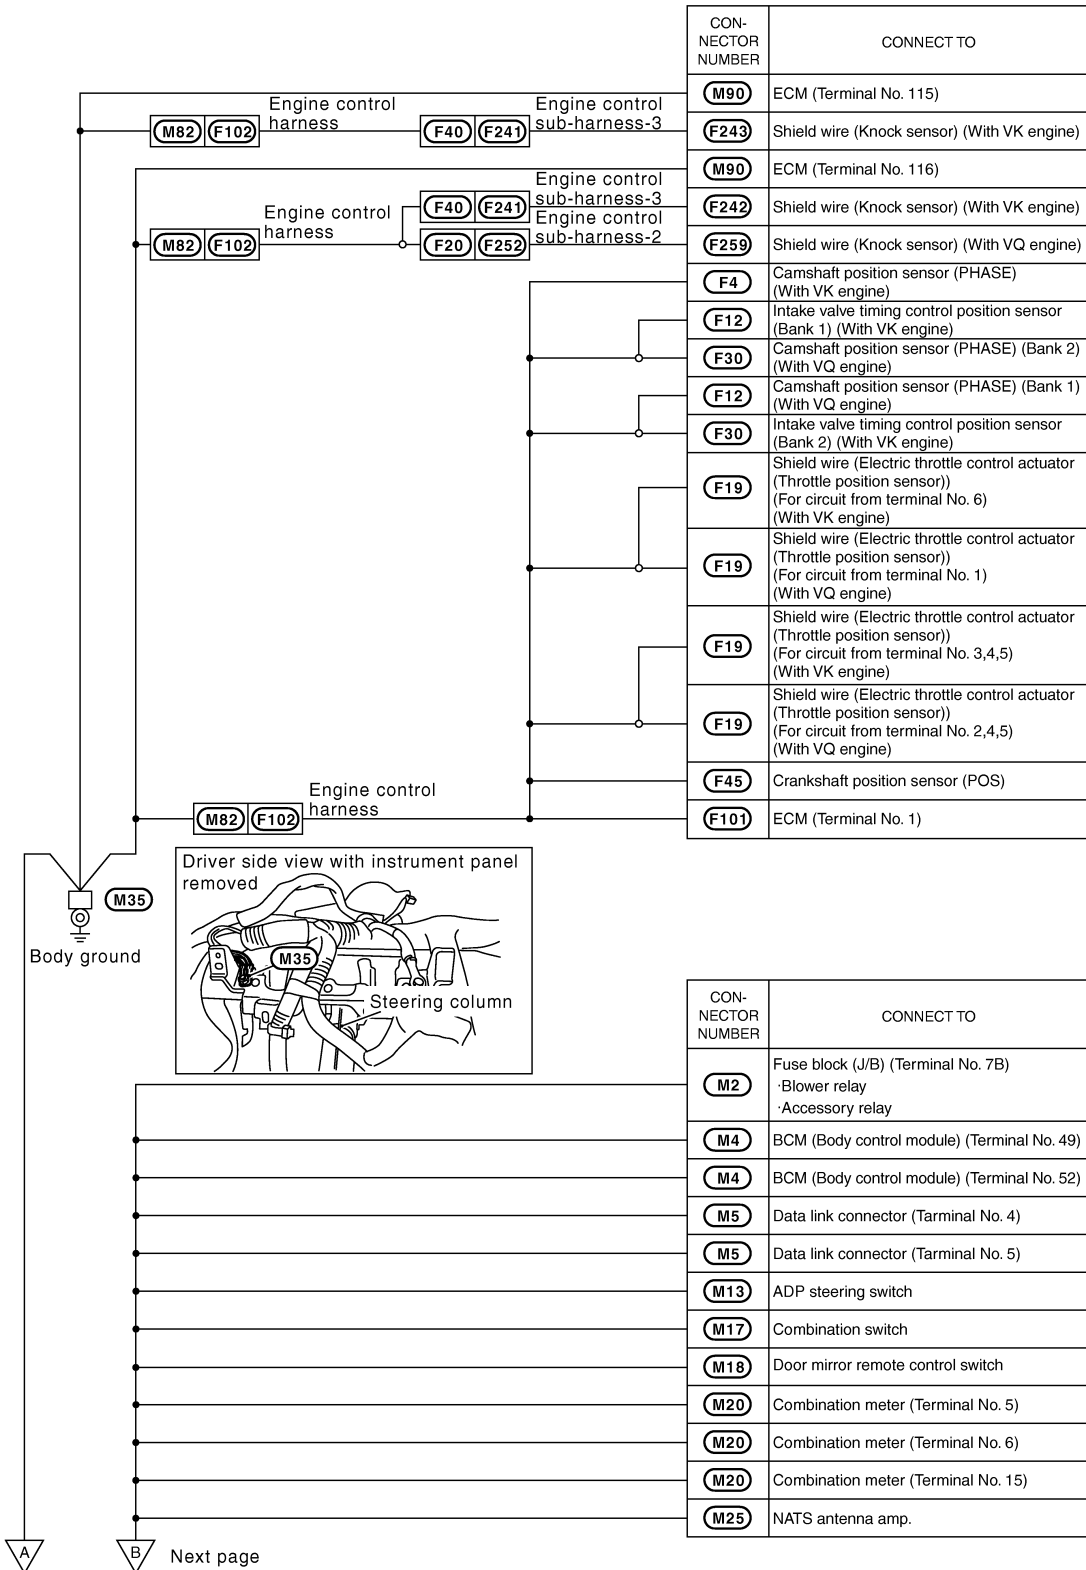 CON-
NECTOR
NUMBER
CONNECT TO
M90 ECM (Terminal No. 115)
Engine control
harness
Engine control
sub-harness-3
M82 F102 F40 F241 F243 Shield wire (Knock sensor) (With VK engine)
M90 ECM (Terminal No. 116)
Engine control
sub-harness-3
F40 F241 F242 Shield wire (Knock sensor) (With VK engine)
Engine control
harness
Engine control
sub-harness-2
M82 F102 F20 F252 F259 Shield wire (Knock sensor) (With VQ engine)
F4 Camshaft position sensor (PHASE)
(With VK engine)
F12 Intake valve timing control position sensor
(Bank 1) (With VK engine)
F30 Camshaft position sensor (PHASE) (Bank 2)
(With VQ engine)
F12 Camshaft position sensor (PHASE) (Bank 1)
(With VQ engine)
F30 Intake valve timing control position sensor
(Bank 2) (With VK engine)
F19 Shield wire (Electric throttle control actuator
(Throttle position sensor))
(For circuit from terminal No. 6)
(With VK engine)
F19 Shield wire (Electric throttle control actuator
(Throttle position sensor))
(For circuit from terminal No. 1)
(With VQ engine)
F19 Shield wire (Electric throttle control actuator
(Throttle position sensor))
(For circuit from terminal No. 3,4,5)
(With VK engine)
F19 Shield wire (Electric throttle control actuator
(Throttle position sensor))
(For circuit from terminal No. 2,4,5)
(With VQ engine)
F45 Crankshaft position sensor (POS)
Engine control
harness
M82 F102 F101 ECM (Terminal No. 1)
M35
Body ground
Driver side view with instrument panel
removed
M35
Steering column
CON-
NECTOR
NUMBER
CONNECT TO
M2 Fuse block (J/B) (Terminal No. 7B)
·Blower relay
·Accessory relay
M4 BCM (Body control module) (Terminal No. 49)
M4 BCM (Body control module) (Terminal No. 52)
M5 Data link connector (Tarminal No. 4)
M5 Data link connector (Tarminal No. 5)
M13 ADP steering switch
M17 Combination switch
M18 Door mirror remote control switch
M20 Combination meter (Terminal No. 5)
M20 Combination meter (Terminal No. 6)
M20 Combination meter (Terminal No. 15)
M25 NATS antenna amp.
A B Next page